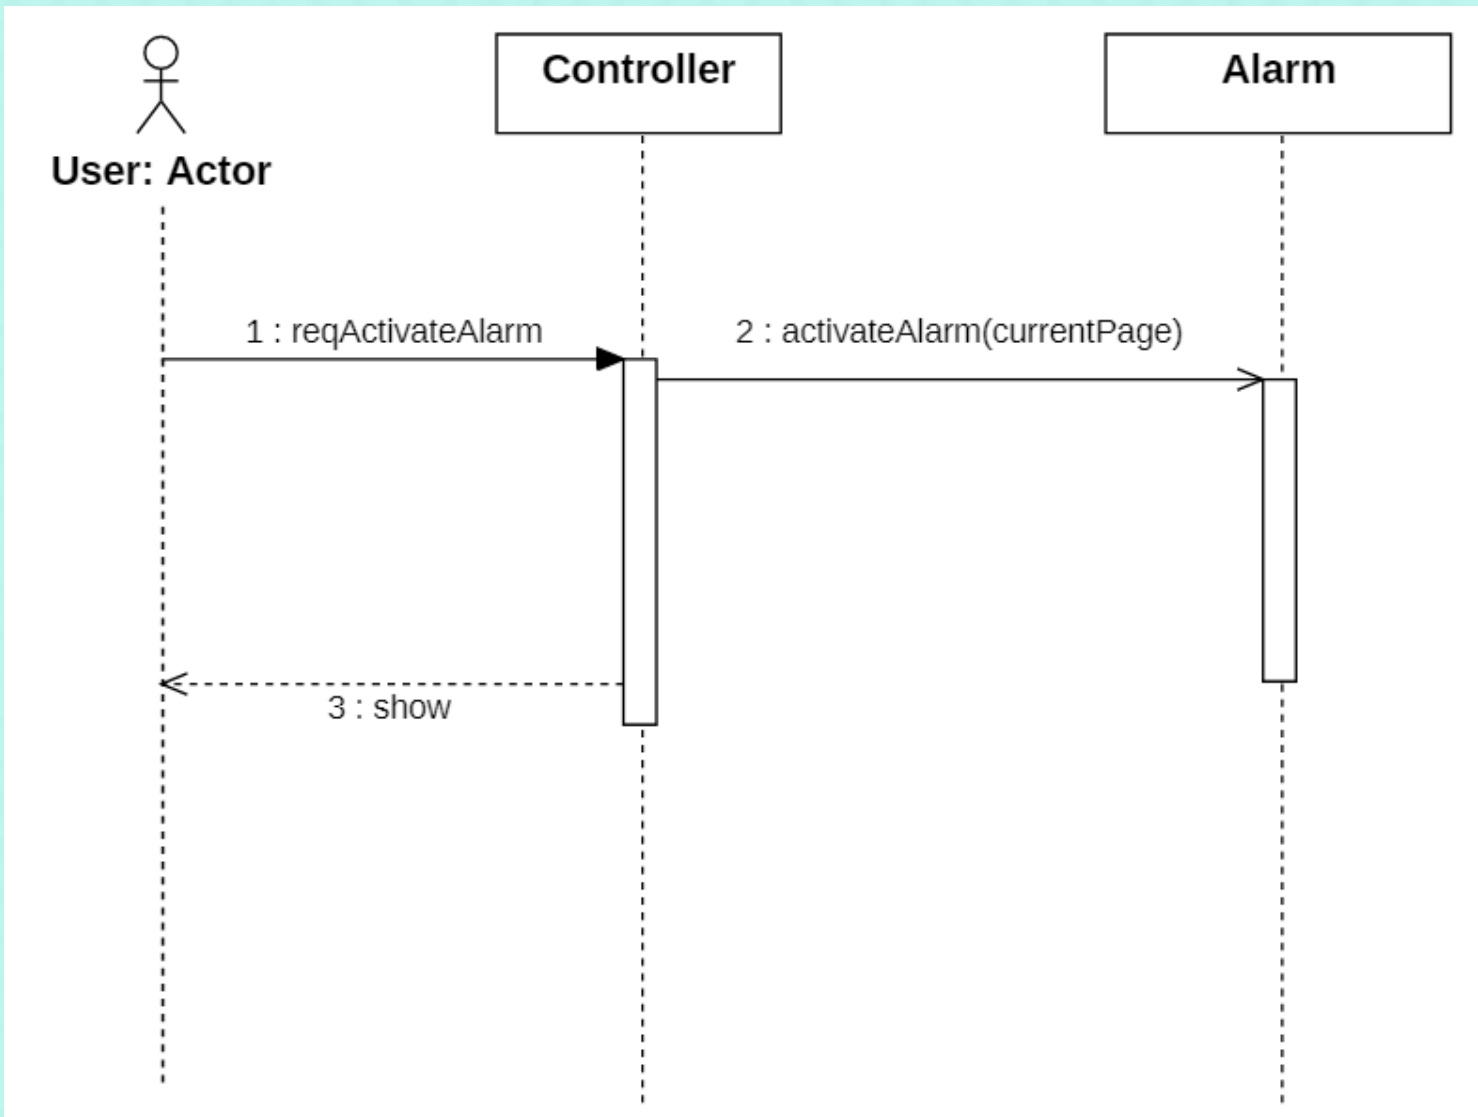 Controller
Alarm
User: Actor
1 : reqActivateAlarm
2 : activateAlarm(currentPage)
3 : show